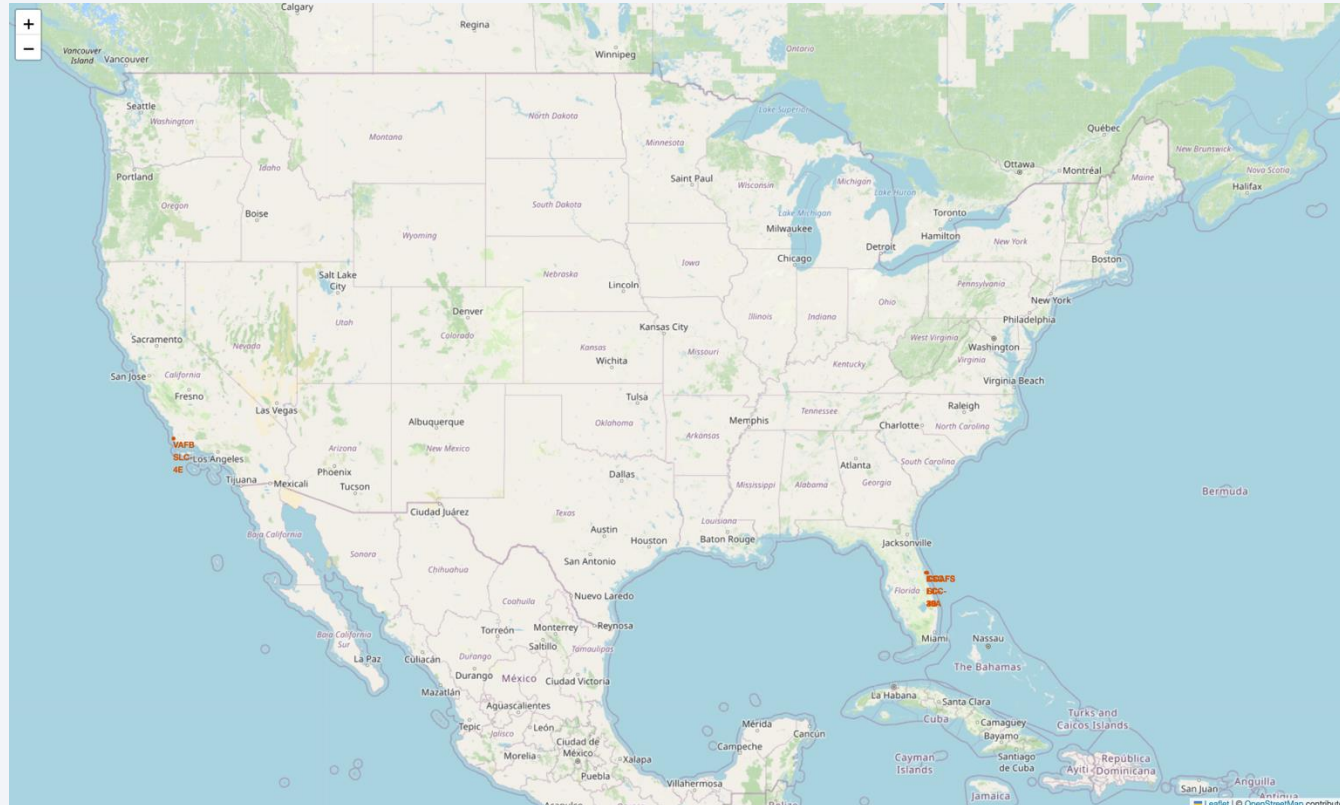 +
−
Calgary
Regina
Winnipeg
Ontario
Vancouver Island
Vancouver
Seattle
Washington
Montana
North Dakota
Minnesota
Lake Superior
Québec
New Brunswick
Nova Scotia
Halifax
Portland
Oregon
Idaho
Boise
Wyoming
South Dakota
Saint Paul
Wisconsin
Michigan
Lake Huron
Ottawa
Montréal
Maine
Lake Michigan
Milwaukee
Toronto
Hamilton
Detroit
New York
Boston
Chicago
Salt Lake
City
Nebraska
Iowa
Lincoln
Pennsylvania
New York
Philadelphia
Ohio
Illinois
Indiana
Sacramento
Nevada
Utah
Denver
Colorado
Kansas City
Kansas
Wichita
Missouri
Kentucky
West Virginia
Washington
Virginia
Virginia Beach
San Jose
California
Fresno
Las Vegas
Tulsa
Albuquerque
New Mexico
Arizona
Oklahoma
Arkansas
Memphis
Tennessee
Raleigh
Charlotte
North Carolina
VAFB
SLC-
4E
Los Angeles
Tijuana
Mexicali
Phoenix
Tucson
Dallas
Atlanta
South Carolina
Mississippi
Alabama
Georgia
Bermuda
Ciudad Juárez
Texas
Austin
Houston
Louisiana
Baton Rouge
Jacksonville
Baja California
Sonora
Chihuahua
San Antonio
Florida
Coahuila
Nuevo Laredo
Reynosa
Miami
Nassau
The Bahamas
Baja California
Sur
La Paz
Culiacán
Torreón
Monterrey
Saltillo
Tamaulipas
Durango
Durango
México
Ciudad Victoria
Mazatlán
Aguascalientes
Tepic
León
Jalisco
Morelia
Ciudad de
México
Puebla
Xalapa
Mérida
Cancún
Campeche
Villahermosa
La Habana
Santa Clara
Cuba
Camaguey
Bayamo
Santiago
de Cuba
Turks and
Caicos Islands
Cayman
Islands
Jamaica
Ayiti
República
Dominicana
San Juan
Anguilla
Leaflet | © OpenStreetMap